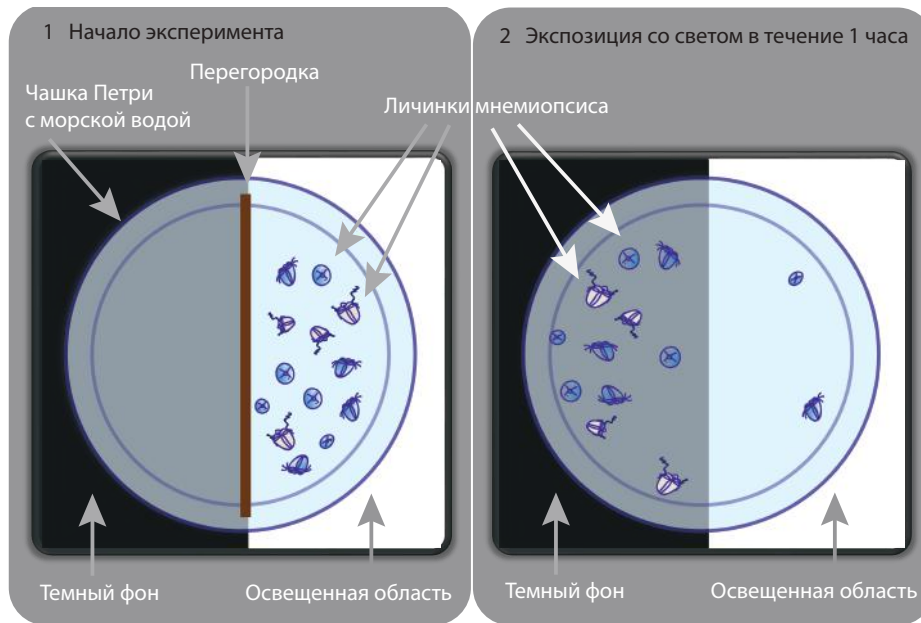 1 Начало эксперимента
Перегородка
Чашка Петри
с морской водой
Личинки мнемиопсиса
Темный фон
Освещенная область
2 Экспозиция со светом в течение 1 часа
Темный фон
Освещенная область